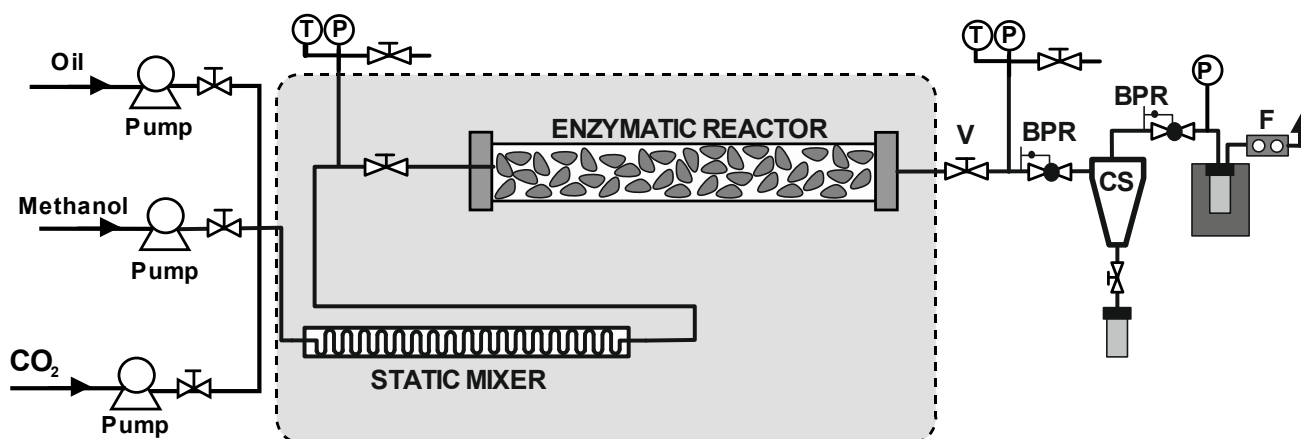 T P
T P
Oil
Pump
Methanol
Pump
CO₂
Pump
ENZYMATIC REACTOR
STATIC MIXER
V
BPR
CS
BPR
P
F